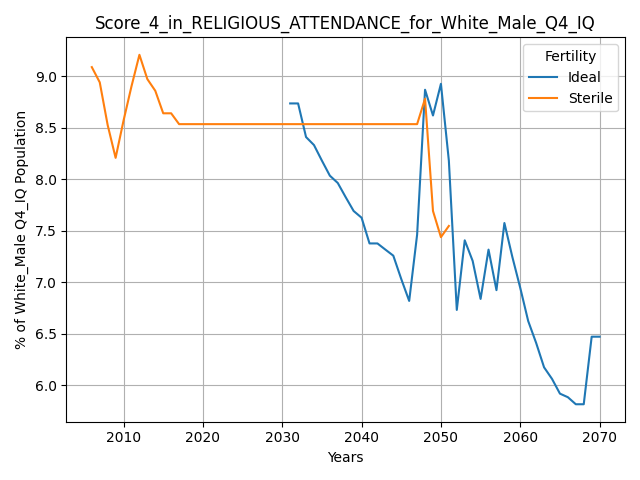 Score_4_in_RELIGIOUS_ATTENDANCE_for_White_Male_Q4_IQ
Fertility
Ideal
Sterile
% of White_Male Q4_IQ Population
9.0
8.5
8.0
7.5
7.0
6.5
6.0
2010 2020 2030 2040 2050 2060 2070
Years